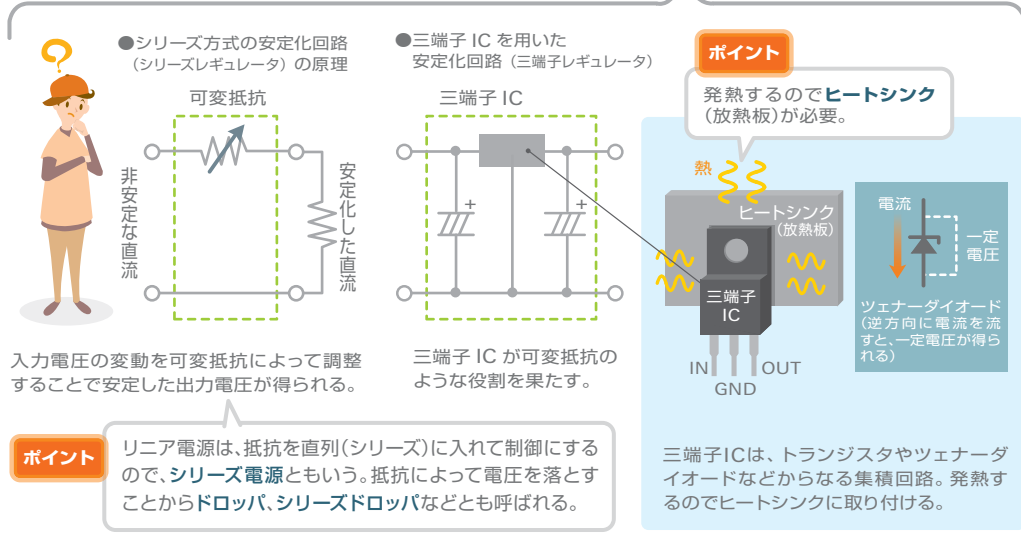 ●シリーズ方式の安定化回路
（シリーズレギュレータ）の原理
可変抵抗
非安定な直流
安定化した直流
入力電圧の変動を可変抵抗によって調整
することで安定した出力電圧が得られる。
●三端子 IC を用いた
安定化回路（三端子レギュレータ）
三端子 IC
+
+
三端子 IC が可変抵抗の
ような役割を果たす。
ポイント
リニア電源は、抵抗を直列(シリーズ)に入れて制御にする
ので、シリーズ電源ともいう。抵抗によって電圧を落とす
ことからドロッパ、シリーズドロッパなどとも呼ばれる。
ポイント
発熱するのでヒートシンク
(放熱板)が必要。
熱
ヒートシンク
(放熱板)
三端子
IC
IN
OUT
GND
電流
一定
電圧
ツェナーダイオード
(逆方向に電流を流
すと、一定電圧が得ら
れる)
三端子ICは、トランジスタやツェナーダ
イオードなどからなる集積回路。発熱す
るのでヒートシンクに取り付ける。